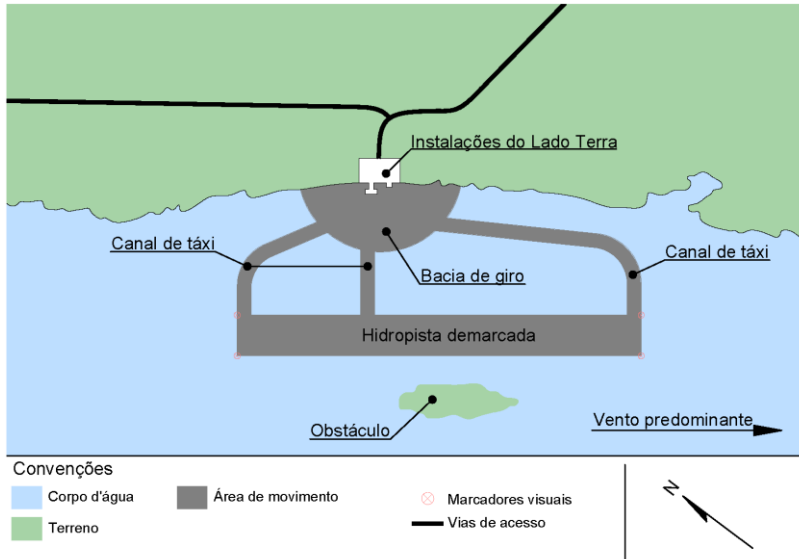 Instalações do Lado Terra
Canal de táxi
Canal de táxi
Bacia de giro
Hidropista demarcada
Obstáculo
Vento predominante
Convenções
Corpo d'água
Área de movimento
Marcadores visuais
Terreno
Vias de acesso
N